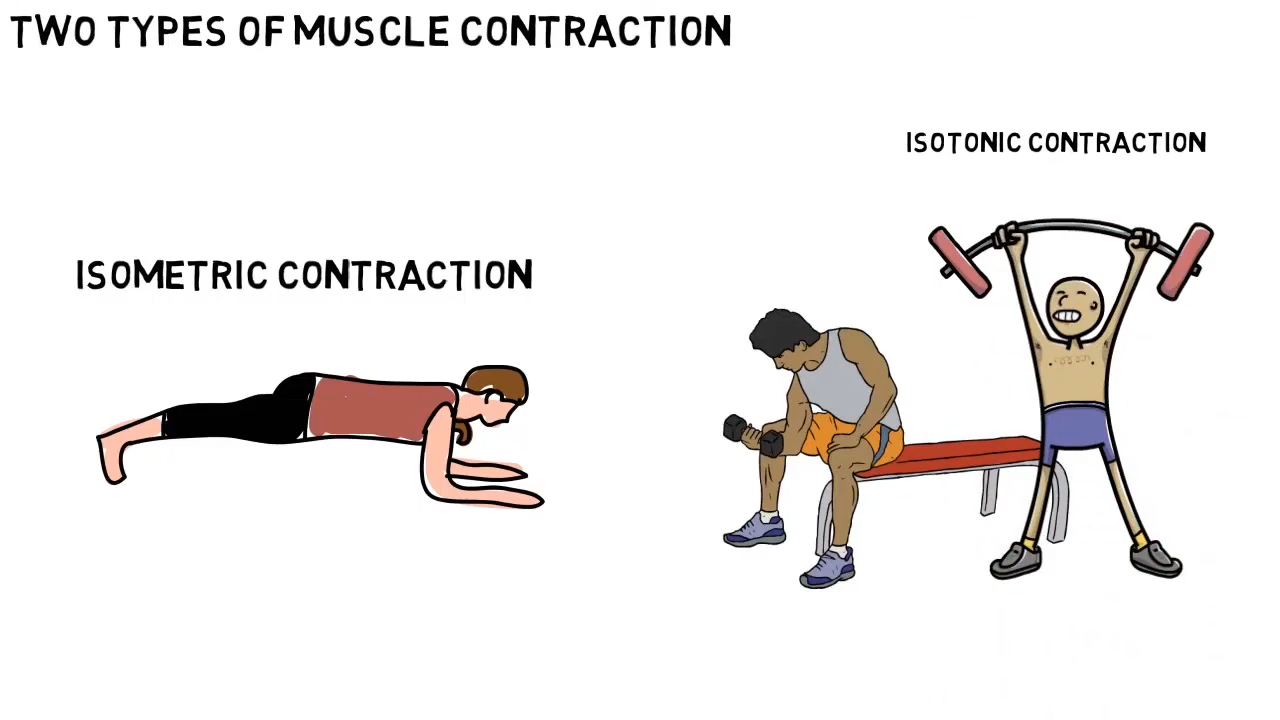 TWO TYPES OF MUSCLE CONTRACTION
ISOTONIC CONTRACTION
ISOMETRIC CONTRACTION